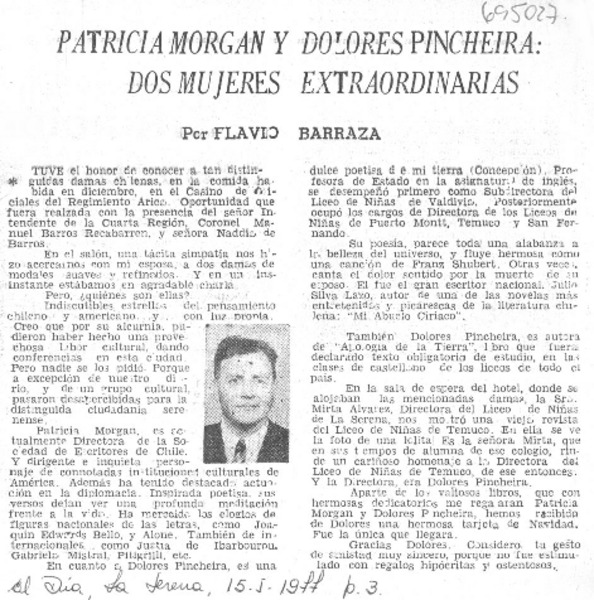 695027.
PATRICIA MORGAN Y DOLORES PINCHEIRA:
DOS MUJERES EXTRAORDINARIAS
Por FLAVIO BARRAZA
TUVE el honor de conocer a tan distin-
guidas damas chilenas, en la comida ha-
bida en diciembre, en el Casino de Ofi-
ciales del Regimiento Arica. Oportunidad que
fuera realzada con la presencia del señor In-
tendente de la Cuarta Región, Coronel Ma-
nuel Barros Recabarren, y señora Naddis de
Barros.
En el salón, una tácita simpatía nos hi-
zo acercarnos con mi esposa, a dos damas de
modales suaves y refinados. Y en un ins-
instante estábamos en agradable charla.
Pero, ¿quiénes son ellas?
Indiscutibles estrellas del pensamiento
chileno y americano y con luz propia.
Creo que por su alcurnia, pu-
dieron haber hecho una prove-
chosa labor cultural, dando
conferencias en esta ciudad.
Pero nadie se los pidió. Porque
a excepción de nuestro dia-
rio, y de un grupo cultural
pasaron desapercibidas para la
distinguida ciudadanía sere-
nense.
Patricia Morgan, es ac-
tualmente Directora de la So-
ciedad de Escritores de Chile.
Y dirigente e inquieta perso-
naje de connotadas instituciones culturales de
América. Además ha tenido destacado actua-
ción en la diplomacia. Inspirada poetisa, sus
versos delatan ver una profunda meditación
frente a la vida. Ha merecido los elogios de
figuras nacionales de las letras, como Joa-
quín Edwards Bello, y Alone. También de in-
ternacionales, como Justa de Ibarbourou,
Gabriela Mistral, Pitigrilli, etc.
En cuanto a Dolores Pincheira, es una
dulce poetisa de mi tierra (Concepción). Pro-
fesora de Estado en la asignatura de inglés,
se desempeñó primero como Subdirectora del
Liceo de Niñas de Valdivia. Posteriormente
ocupó los cargos de Directora de los Liceos de
Niñas de Puerto Montt, Temuco y San Fer-
nando.
Su poesía, parece toda una alabanza a
la belleza del universo, y fluye hermosa como
una canción de Franz Shubert. Otras veces,
canta el dolor sentido por la muerte de su
esposo. El fue el gran escritor nacional, Julio
Silva Lazo, autor de una de las novelas más
entretenidas y picarescas de la literatura chi-
lena: "Mi Abuelo Ciriaco".
También Dolores Pincheira, es autora
de "Apología de la Tierra", libro que fuera
declarado texto obligatorio de estudio, en las
clases de castellano de los liceos de todo el
país.
En la sala de espera del hotel, donde se
alojaban las mencionadas damas, la Sra.
Mirta Alvarez, Directora del Liceo de Niñas
de La Serena, nos mostró una vieja revista
del Liceo de Niñas de Temuco. En ella se ve
la foto de una lolita. Es la señora Mirta, que
en sus tiempos de alumna de ese colegio, rin-
de un cariñoso homenaje a la Directora del
Liceo de Niñas de Temuco, de ese entonces.
Y la Directora, era Dolores Pincheira.
Aparte de los valiosos libros, que con
hermosas dedicatorias me regalaran Patricia
Morgan y Dolores Pincheira, hemos recibido
de Dolores una hermosa tarjeta de Navidad.
Fue la única que llegara.
Gracias Dolores. Considero tu gesto
de amistad muy sincero, porque no fue estimu-
lado con regalos hipócritas y ostentosos.
El Día, La Serena, 15-I-1977 p. 3.